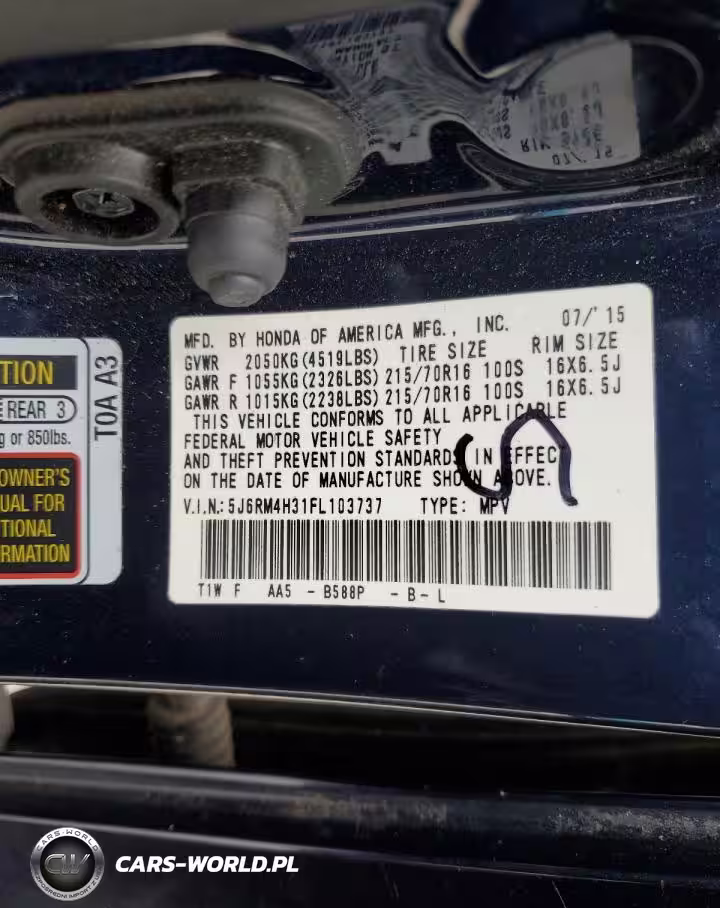 MFD. BY HONDA OF AMERICA MFG., INC. 07/'15
GVWR 2050KG(4519LBS) TIRE SIZE RIM SIZE
GAWR F 1055KG(2326LBS) 215/70R16 100S 16X6.5J
GAWR R 1015KG(2238LBS) 215/70R16 100S 16X6.5J
THIS VEHICLE CONFORMS TO ALL APPLICABLE
FEDERAL MOTOR VEHICLE SAFETY
AND THEFT PREVENTION STANDARDS IN EFFECT
ON THE DATE OF MANUFACTURE SHOWN ABOVE.
V.I.N.: 5J6RM4H31FL103737 TYPE: MPV
T1W F AA5 - B588P - B - L
TION
REAR 3
g or 850lbs.
OWNER'S
UAL FOR
TIONAL
RMATION
T0A A3
CARS-WORLD
CW
CARS-WORLD.PL